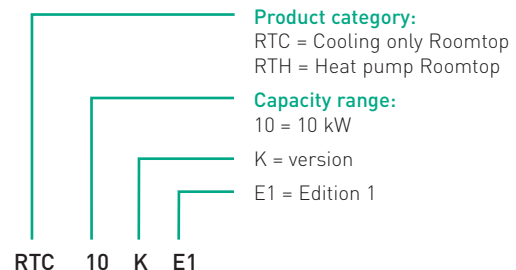 Product category:
RTC = Cooling only Roomtop
RTH = Heat pump Roomtop
Capacity range:
10 = 10 kW
K = version
E1 = Edition 1
RTC 10 K E1